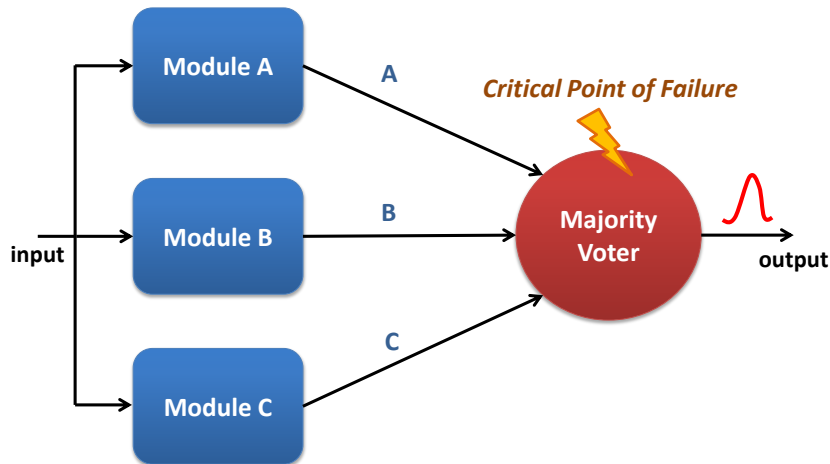 Module A
A
Critical Point of Failure
input
Module B
B
Majority
Voter
output
C
Module C